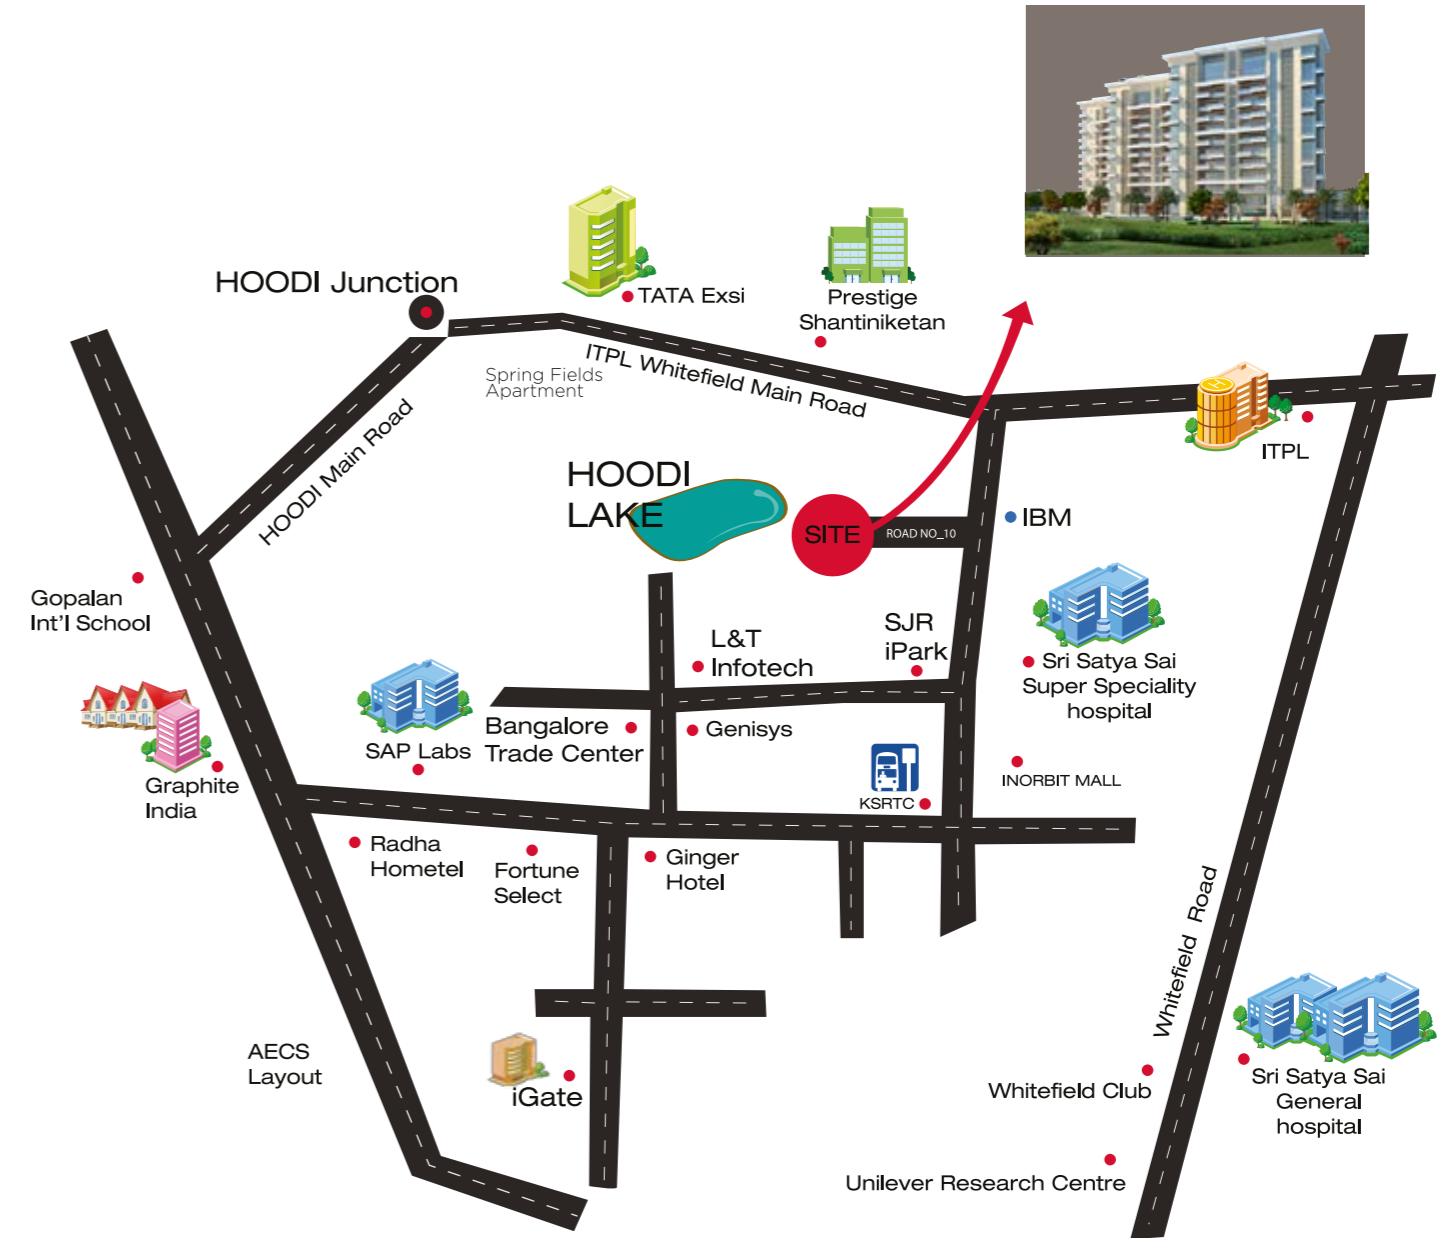 HOODI Junction
TATA Exsi
Prestige
Shantiniketan
Spring Fields
Apartment
ITPL Whitefield Main Road
HOODI Main Road
ITPL
HOODI
LAKE
SITE
ROAD NO_10
IBM
Gopalan
Int'l School
L&T
Infotech
SJR
iPark
Sri Satya Sai
Super Speciality
hospital
SAP Labs
Bangalore
Trade Center
Genisys
Graphite
India
KSRTC
INORBIT MALL
Radha
Hometel
Fortune
Select
Ginger
Hotel
Whitefield Road
AECS
Layout
iGate
Whitefield Club
Sri Satya Sai
General
hospital
Unilever Research Centre